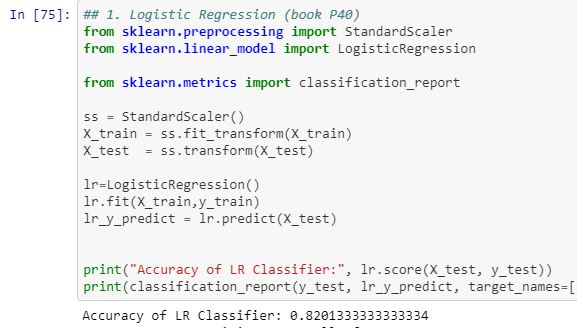 In [75]: ## 1. Logistic Regression (book P40)
from sklearn.preprocessing import StandardScaler
from sklearn.linear_model import LogisticRegression
from sklearn.metrics import classification_report
ss = StandardScaler()
X_train = ss.fit_transform(X_train)
X_test  = ss.transform(X_test)
lr=LogisticRegression()
lr.fit(X_train,y_train)
lr_y_predict = lr.predict(X_test)
print("Accuracy of LR Classifier:", lr.score(X_test, y_test))
print(classification_report(y_test, lr_y_predict, target_names=[
Accuracy of LR Classifier: 0.8201333333333334